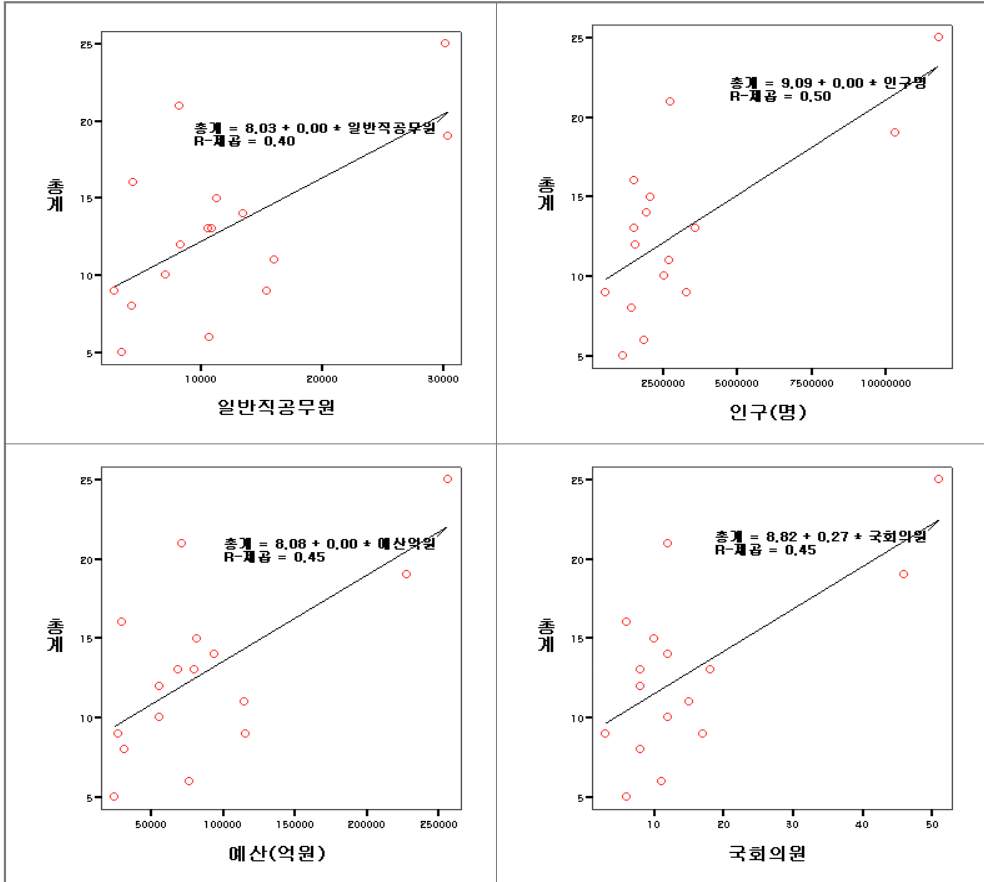 25
20
15
10
5
총계
총계 = 8.03 + 0.00 * 일반직공무원
R-제곱 = 0.40
10000
20000
30000
일반직공무원
25
20
15
10
5
총계
총계 = 9.09 + 0.00 * 인구명
R-제곱 = 0.50
2500000
5000000
7500000
10000000
인구(명)
25
20
15
10
5
총계
총계 = 8.08 + 0.00 * 예산억원
R-제곱 = 0.45
50000
100000
150000
200000
250000
예산(억원)
25
20
15
10
5
총계
총계 = 8.82 + 0.27 * 국회의원
R-제곱 = 0.45
10
20
30
40
50
국회의원